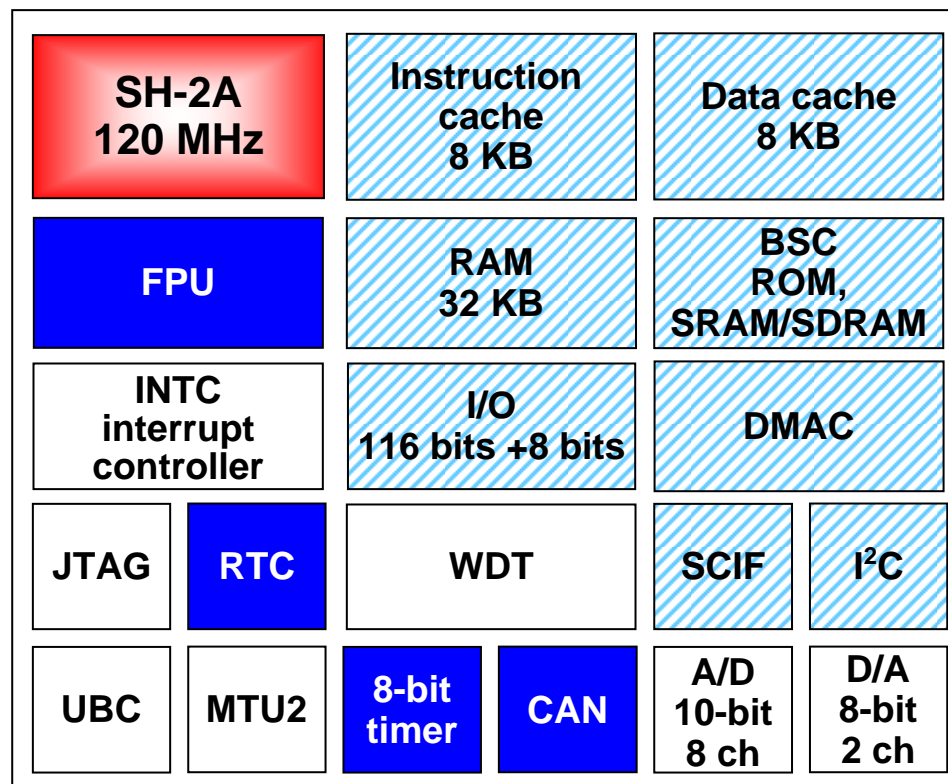 SH-2A
120 MHz
Instruction
cache
8 KB
Data cache
8 KB
FPU
RAM
32 KB
BSC
ROM,
SRAM/SDRAM
INTC
interrupt
controller
I/O
116 bits +8 bits
DMAC
JTAG
RTC
WDT
SCIF
I²C
UBC
MTU2
8-bit
timer
CAN
A/D
10-bit
8 ch
D/A
8-bit
2 ch